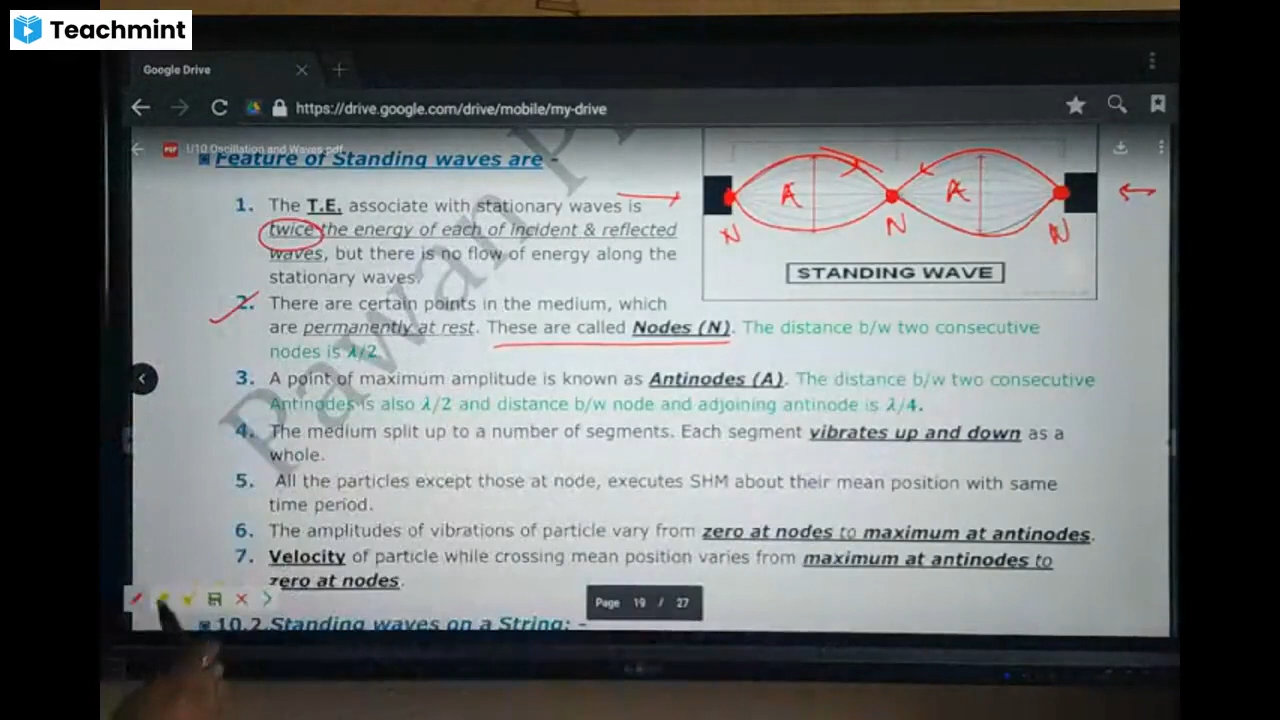 Teachmint
Google Drive
https://drive.google.com/drive/mobile/my-drive
U10 Oscillation and Waves.pdf
Feature of Standing waves are -
1. The T.E. associate with stationary waves is
twice the energy of each of incident & reflected
waves, but there is no flow of energy along the
stationary waves.
A A
N N N
STANDING WAVE
2. There are certain points in the medium, which
are permanently at rest. These are called Nodes (N). The distance b/w two consecutive
nodes is λ/2
3. A point of maximum amplitude is known as Antinodes (A). The distance b/w two consecutive
Antinodes is also λ/2 and distance b/w node and adjoining antinode is λ/4.
4. The medium split up to a number of segments. Each segment vibrates up and down as a
whole.
5. All the particles except those at node, executes SHM about their mean position with same
time period.
6. The amplitudes of vibrations of particle vary from zero at nodes to maximum at antinodes.
7. Velocity of particle while crossing mean position varies from maximum at antinodes to
zero at nodes.
Page 19 / 27
10.2 Standing waves on a String: -